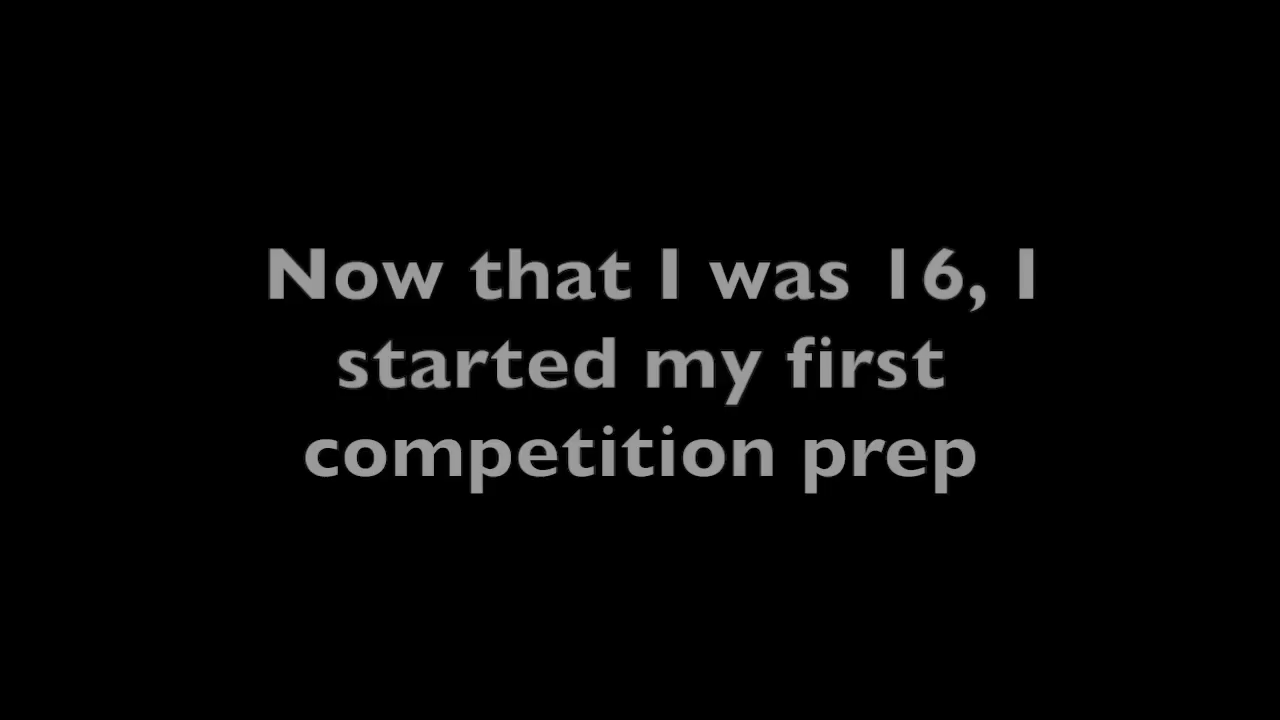 Now that I was 16, I
started my first
competition prep